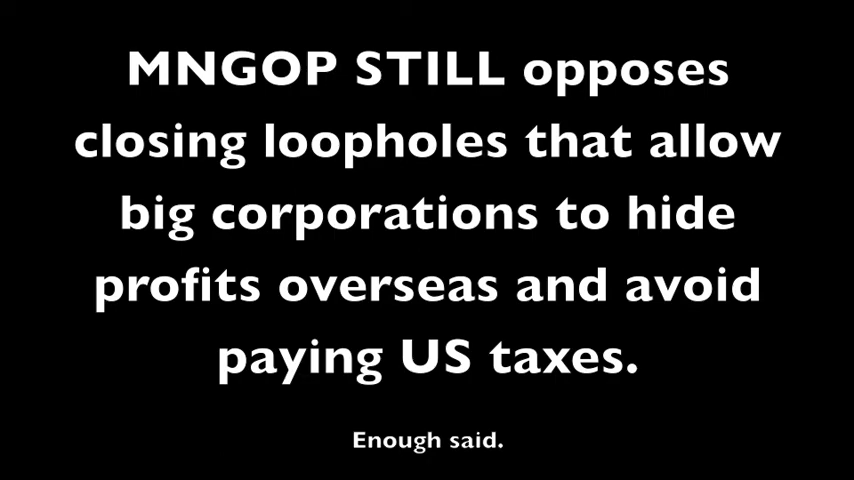 MNGOP STILL opposes
closing loopholes that allow
big corporations to hide
profits overseas and avoid
paying US taxes.
Enough said.